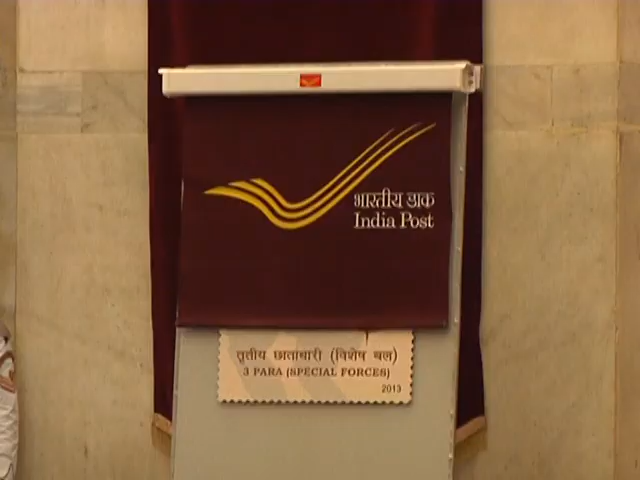 भारतीय डाक
India Post
तृतीय छाताधारी (विशेष बल)
3 PARA (SPECIAL FORCES)
2013